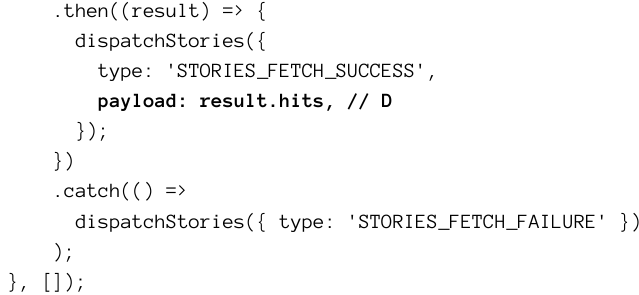 .then((result) => {
dispatchStories({
type: 'STORIES_FETCH_SUCCESS',
payload: result.hits, // D
});
})
.catch(() =>
dispatchStories({ type: 'STORIES_FETCH_FAILURE' })
);
}, []);